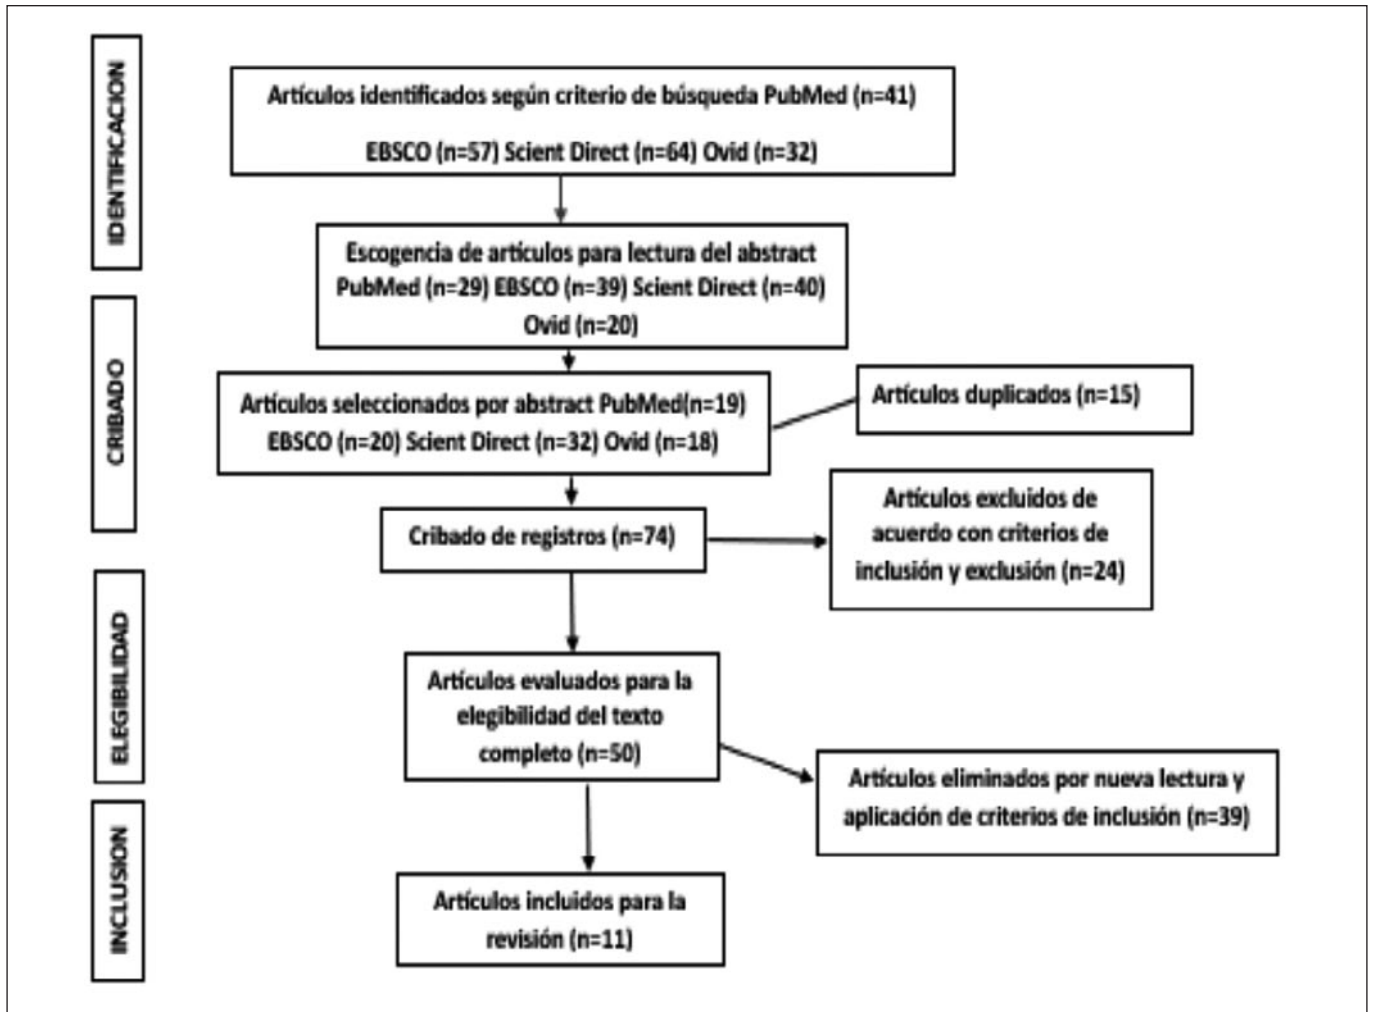 IDENTIFICACION
Artículos identificados según criterio de búsqueda PubMed (n=41)
EBSCO (n=57) Scient Direct (n=64) Ovid (n=32)
Escogencia de artículos para lectura del abstract
PubMed (n=29) EBSCO (n=39) Scient Direct (n=40)
Ovid (n=20)
CRIBADO
Artículos seleccionados por abstract PubMed(n=19)
EBSCO (n=20) Scient Direct (n=32) Ovid (n=18)
Artículos duplicados (n=15)
Cribado de registros (n=74)
Artículos excluidos de
acuerdo con criterios de
inclusión y exclusión (n=24)
ELEGIBILIDAD
Artículos evaluados para la
elegibilidad del texto
completo (n=50)
Artículos eliminados por nueva lectura y
aplicación de criterios de inclusión (n=39)
INCLUSION
Artículos incluidos para la
revisión (n=11)